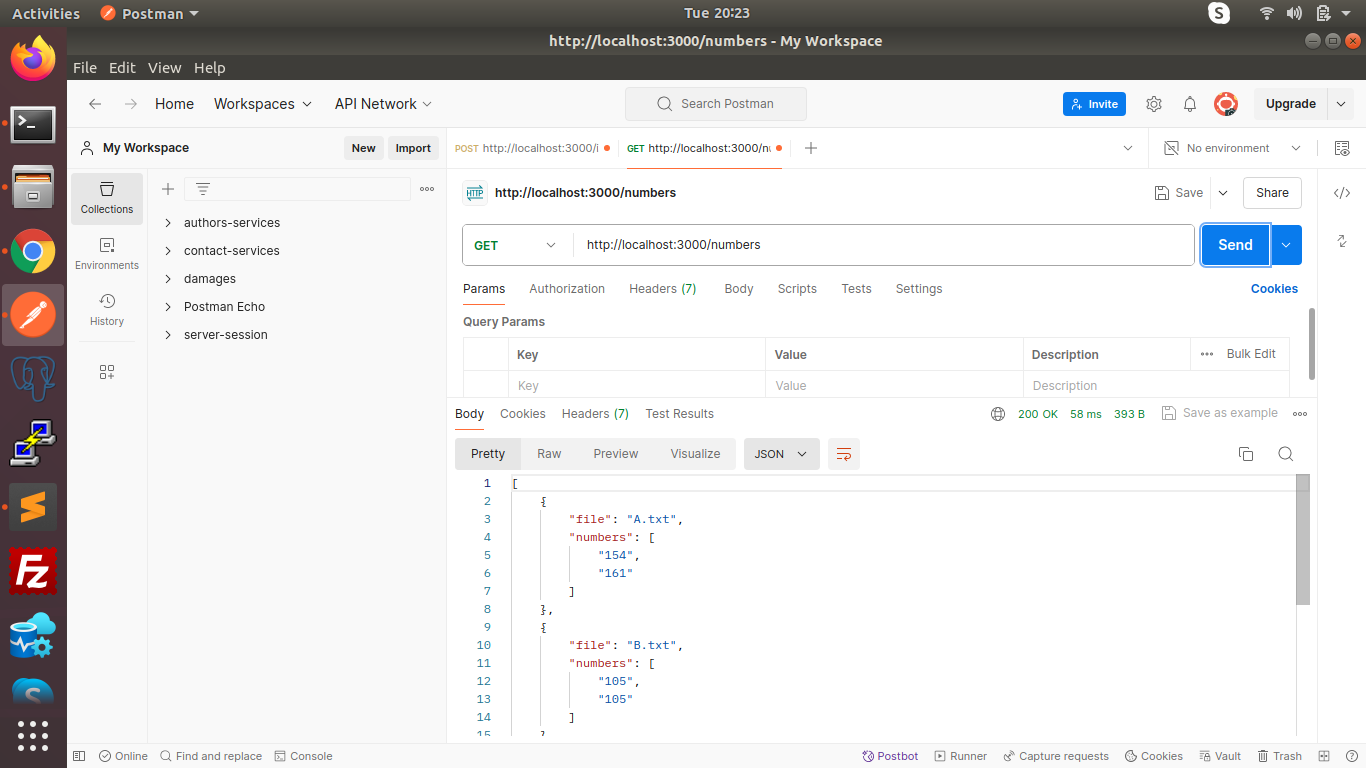 Activities Postman Tue 20:23
http://localhost:3000/numbers - My Workspace
File Edit View Help
Home Workspaces API Network Search Postman Invite Upgrade
My Workspace New Import POST http://localhost:3000/i GET http://localhost:3000/nu No environment
HTTP http://localhost:3000/numbers Save Share
Collections
Environments
History
authors-services
contact-services
damages
Postman Echo
server-session
GET http://localhost:3000/numbers Send
Params Authorization Headers (7) Body Scripts Tests Settings Cookies
Query Params
Key Value Description Bulk Edit
Key Value Description
Body Cookies Headers (7) Test Results 200 OK 58 ms 393 B Save as example
Pretty Raw Preview Visualize JSON
1 [
2 {
3 "file": "A.txt",
4 "numbers": [
5 "154",
6 "161"
7 ]
8 },
9 {
10 "file": "B.txt",
11 "numbers": [
12 "105",
13 "105"
14 ]
15 }
Online Find and replace Console Postbot Runner Capture requests Cookies Vault Trash